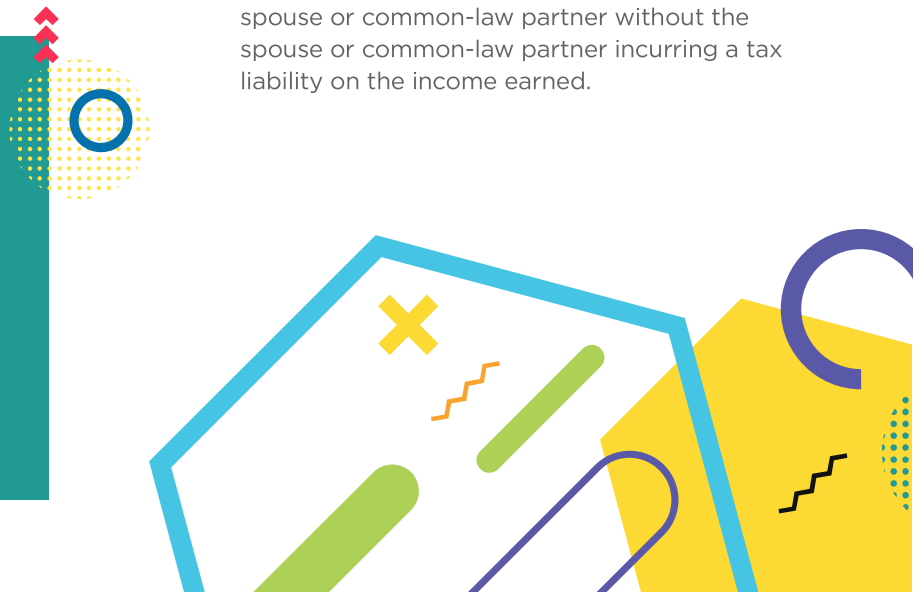 spouse or common-law partner without the
spouse or common-law partner incurring a tax
liability on the income earned.